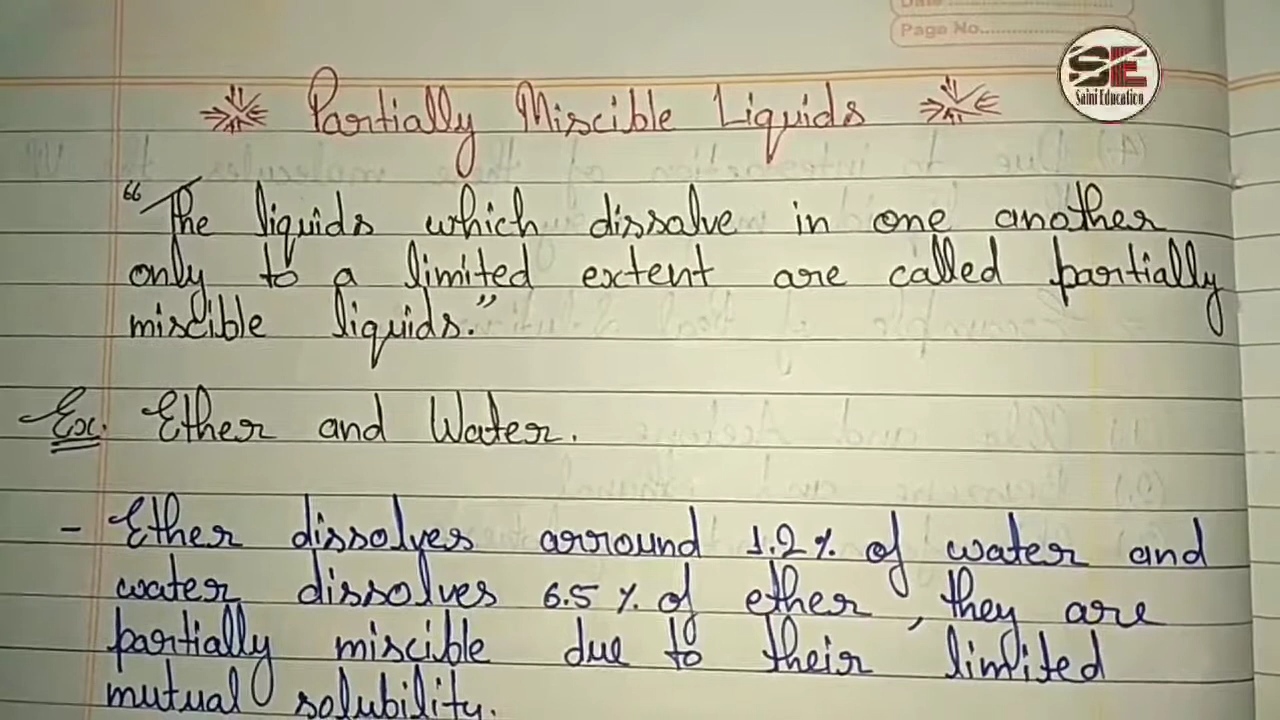 Page No.
SE
Saini Education
Partially Miscible Liquids
"The liquids which dissolve in one another
only to a limited extent are called partially
miscible liquids."
Ex. Ether and Water.
- Ether dissolves arround 1.2% of water and
water dissolves 6.5% of ether, they are
partially miscible due to their limited
mutual solubility.